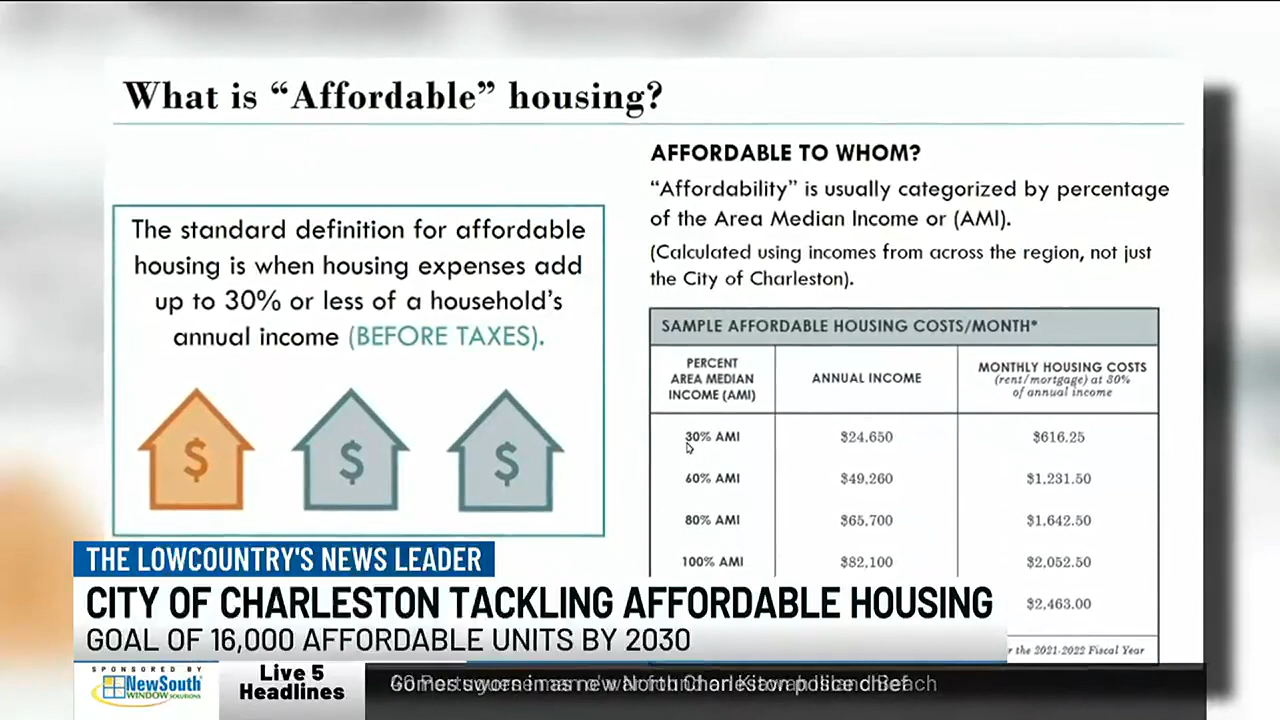 What is “Affordable” housing?
The standard definition for affordable
housing is when housing expenses add
up to 30% or less of a household’s
annual income (BEFORE TAXES).
$ $ $
AFFORDABLE TO WHOM?
“Affordability” is usually categorized by percentage
of the Area Median Income or (AMI).
(Calculated using incomes from across the region, not just
the City of Charleston).
SAMPLE AFFORDABLE HOUSING COSTS/MONTH*
PERCENT
AREA MEDIAN
INCOME (AMI)
ANNUAL INCOME
MONTHLY HOUSING COSTS
(rent/mortgage) at 30%
of annual income
30% AMI $24,650 $616.25
60% AMI $49,260 $1,231.50
80% AMI $65,700 $1,642.50
100% AMI $82,100 $2,052.50
$2,463.00
the 2021-2022 Fiscal Year
THE LOWCOUNTRY'S NEWS LEADER
CITY OF CHARLESTON TACKLING AFFORDABLE HOUSING
GOAL OF 16,000 AFFORDABLE UNITS BY 2030
SPONSORED BY
NewSouth
WINDOW SOLUTIONS
Live 5
Headlines